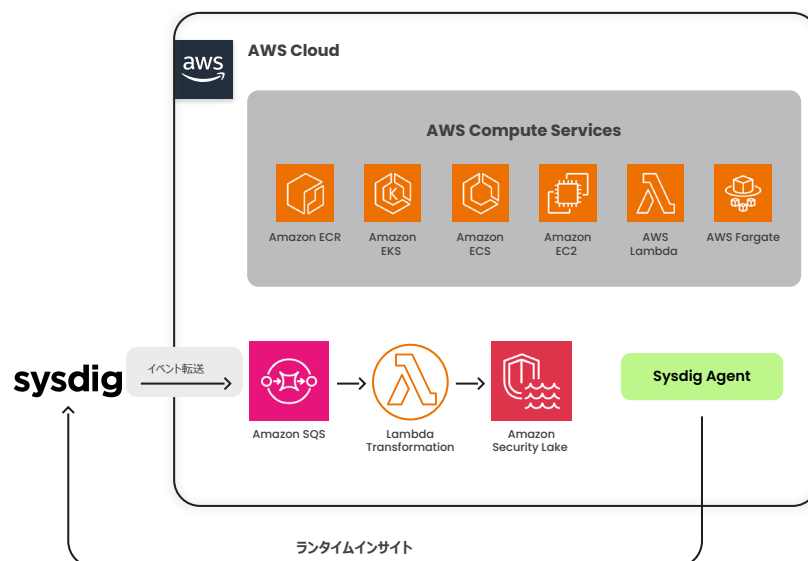 aws
AWS Cloud
AWS Compute Services
K
Amazon ECR
Amazon
EKS
Amazon
ECS
Amazon
EC2
AWS
Lambda
AWS Fargate
sysdig
イベント転送
Amazon SQS
Lambda
Transformation
Amazon
Security Lake
Sysdig Agent
ランタイムインサイト